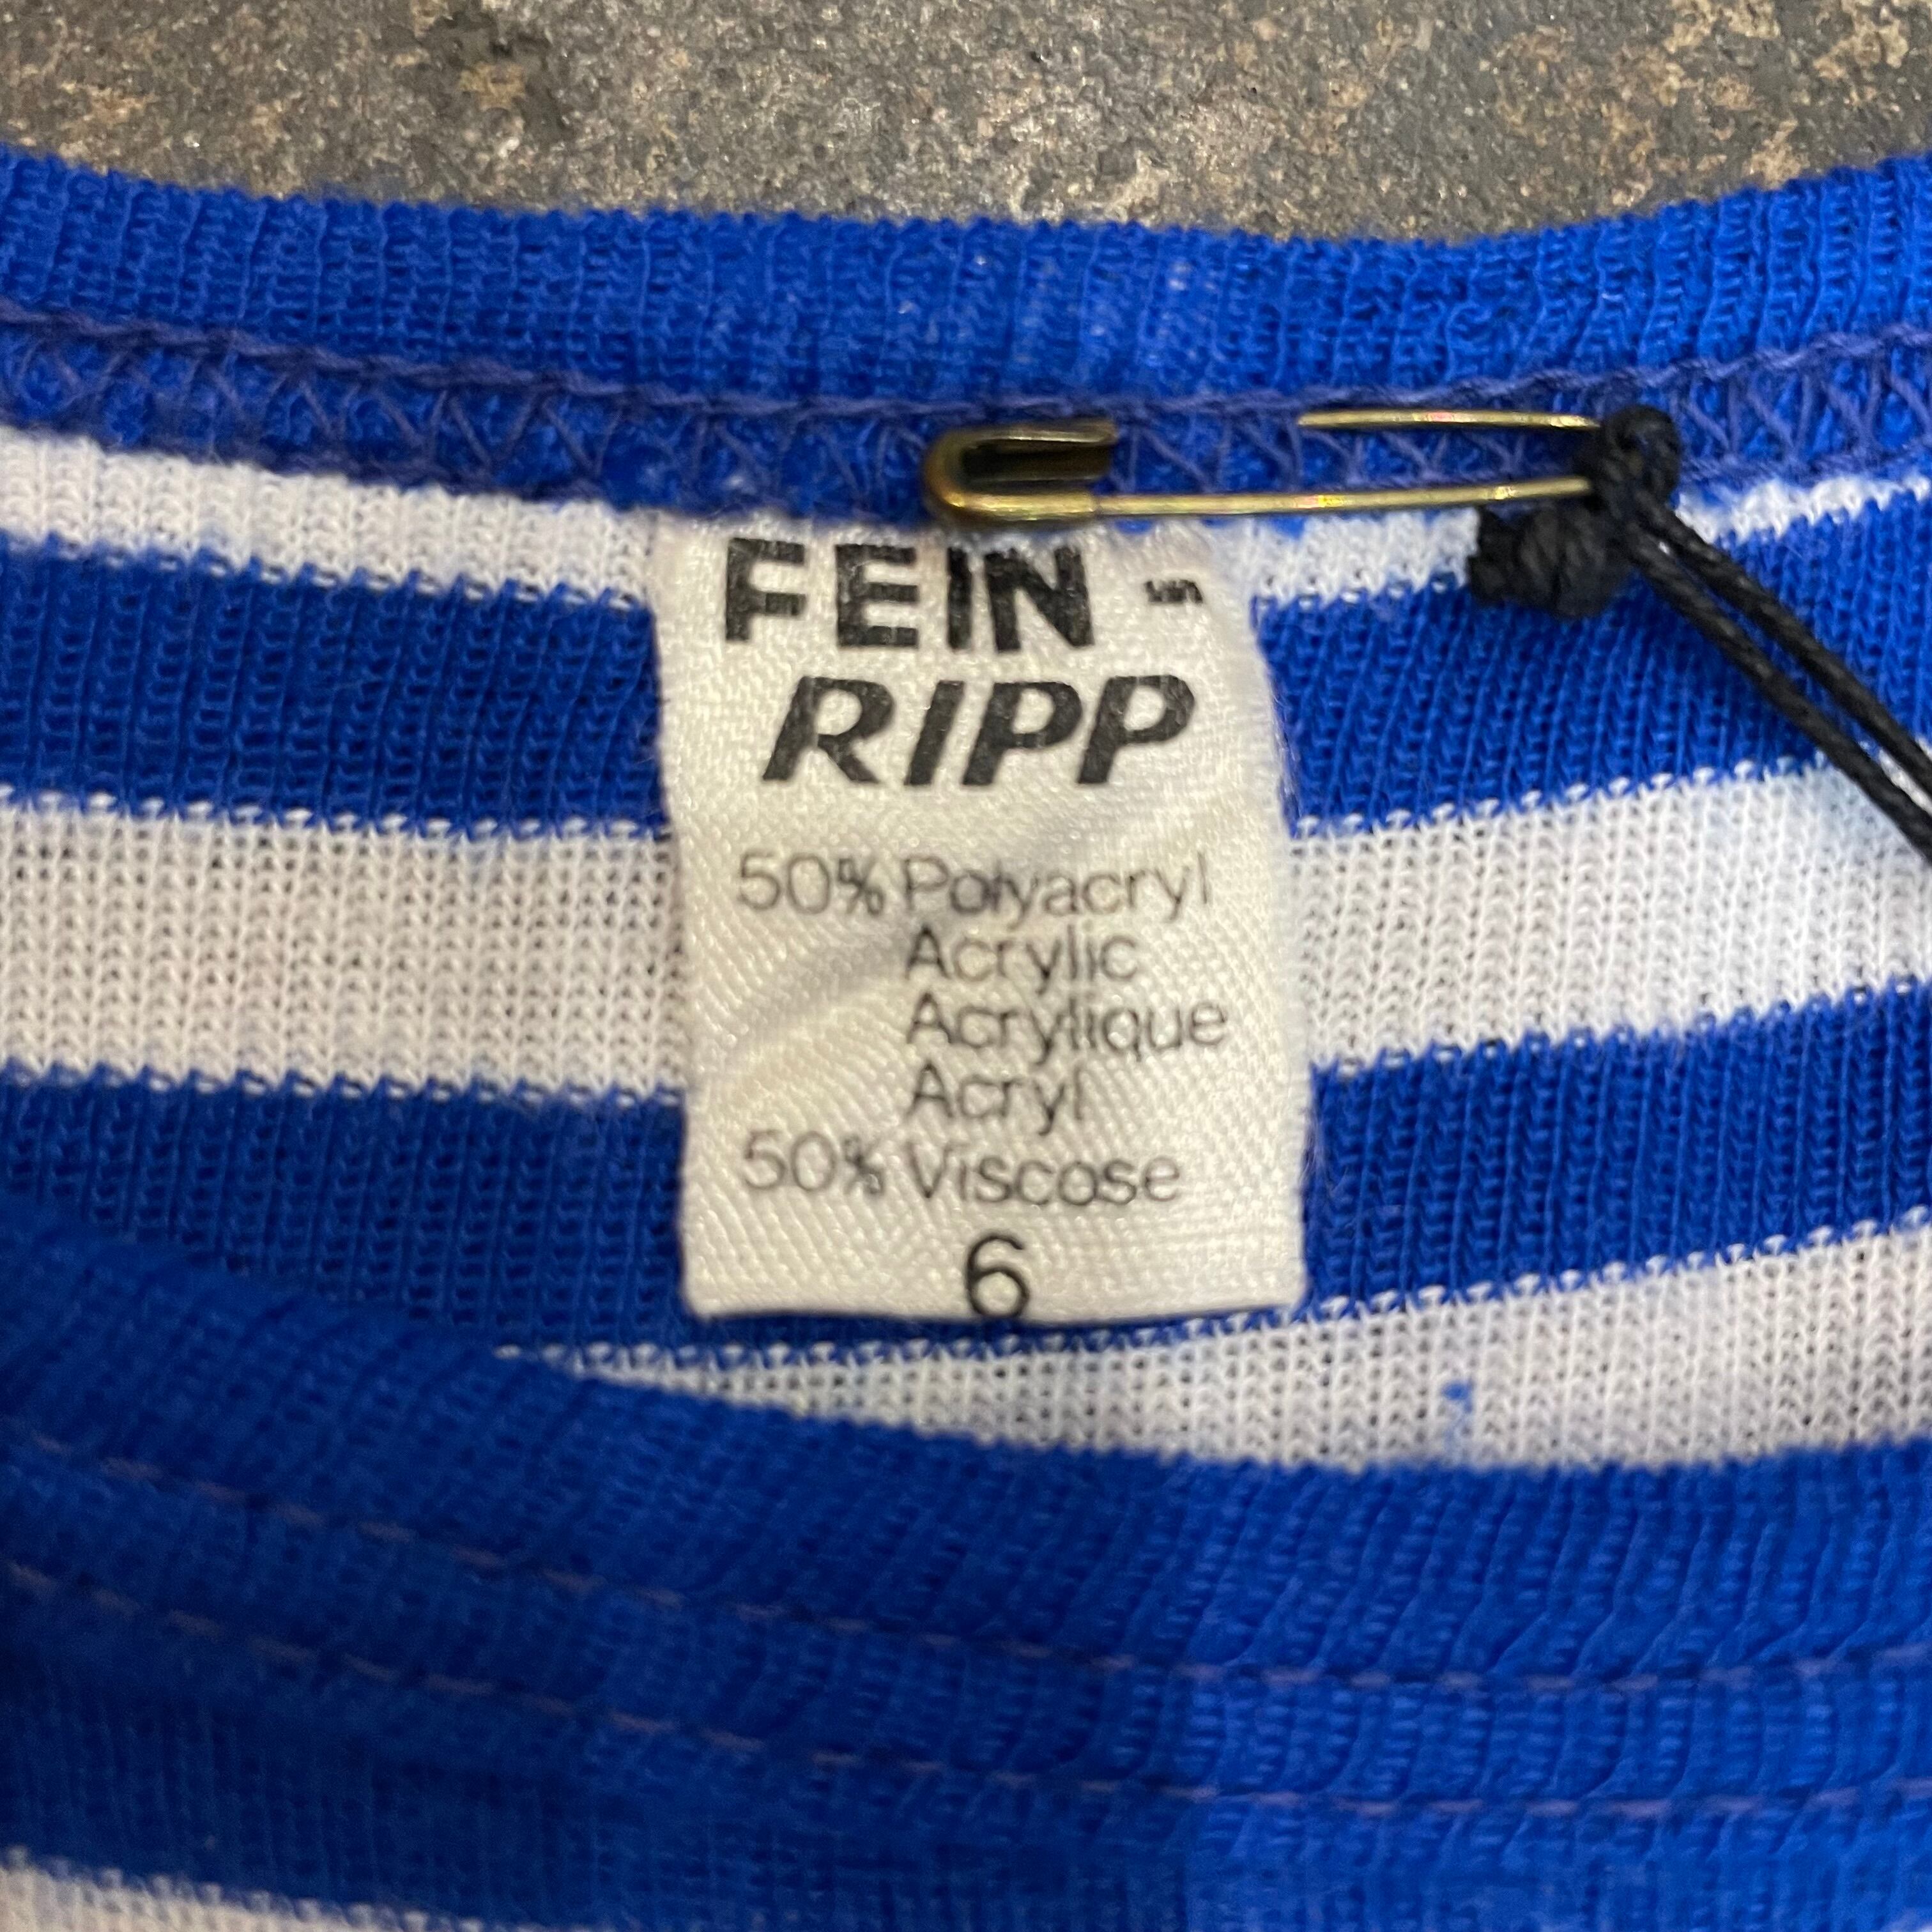 FEIN -
RIPP
50% Polyacryl
Acrylic
Acrylique
Acryl
50% Viscose
6